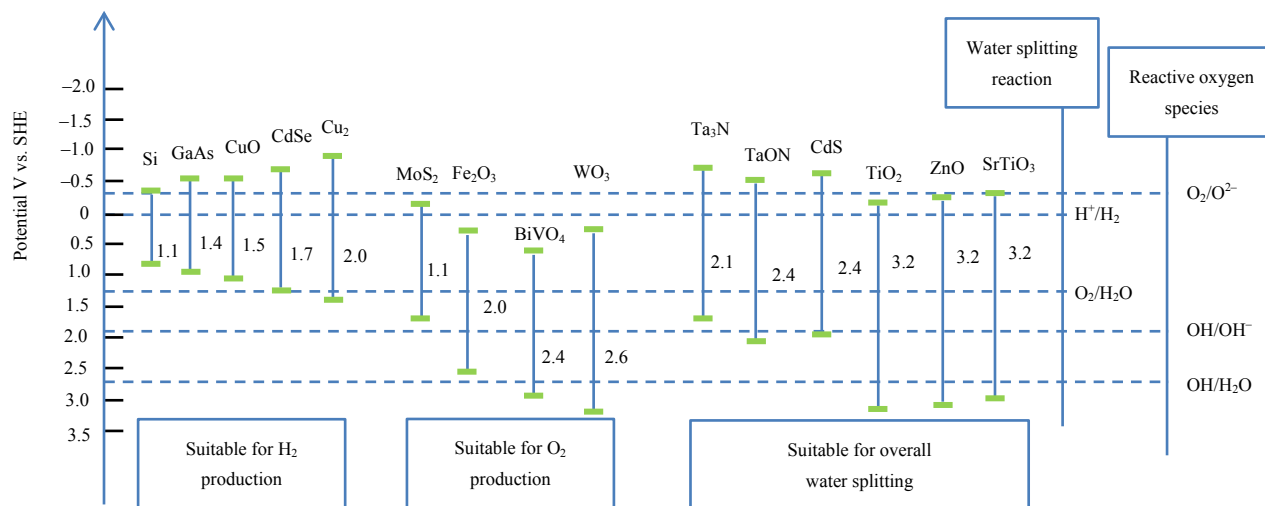 Potential V vs. SHE
–2.0
–1.5
–1.0
–0.5
0
0.5
1.0
1.5
2.0
2.5
3.0
3.5
Si
GaAs
CuO
CdSe
Cu₂
MoS₂
Fe₂O₃
BiVO₄
WO₃
Ta₃N
TaON
CdS
TiO₂
ZnO
SrTiO₃
1.1
1.4
1.5
1.7
2.0
1.1
2.0
2.4
2.6
2.1
2.4
2.4
3.2
3.2
3.2
Water splitting
reaction
Reactive oxygen
species
O₂/O²⁻
H⁺/H₂
O₂/H₂O
OH/OH⁻
OH/H₂O
Suitable for H₂
production
Suitable for O₂
production
Suitable for overall
water splitting